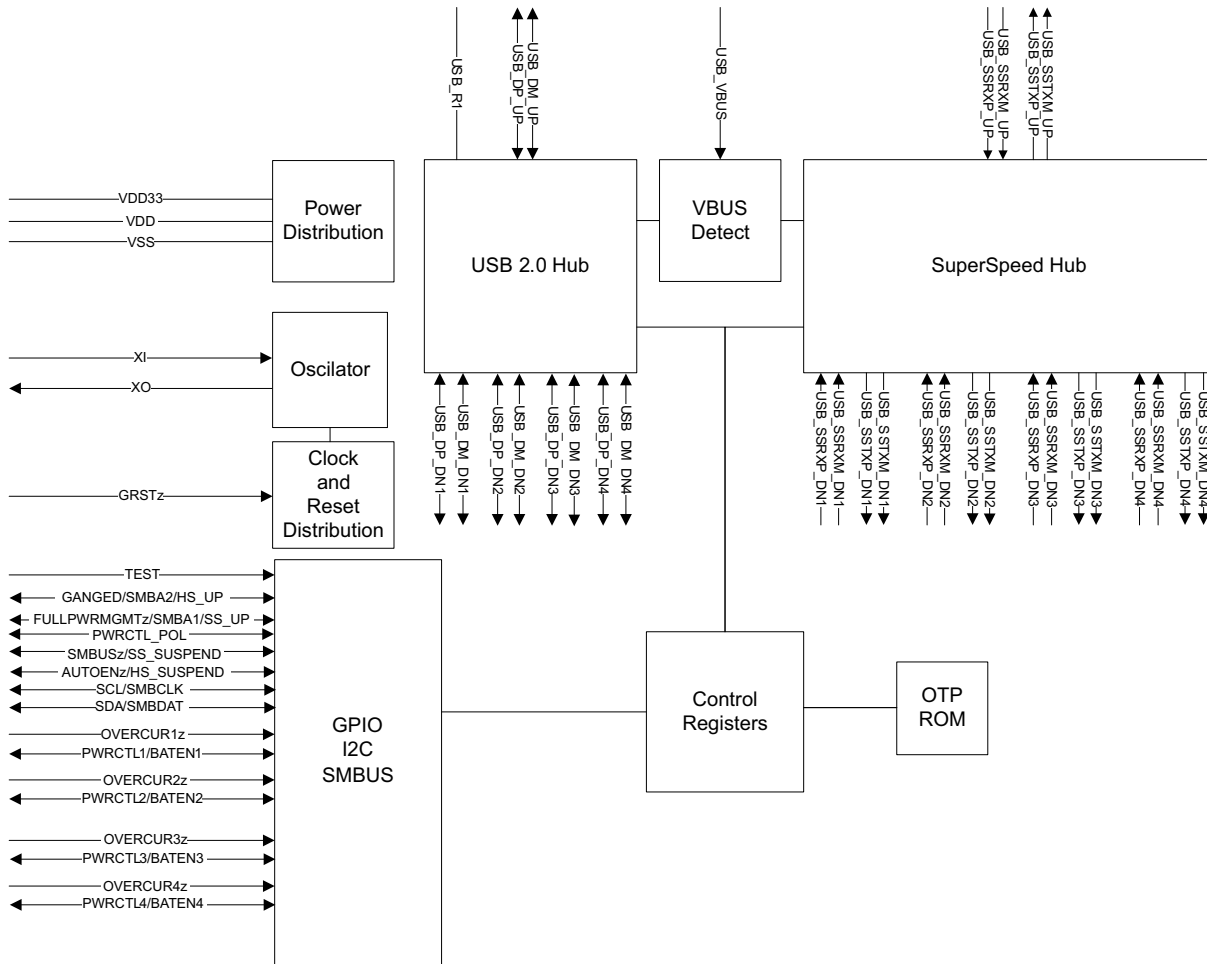 USB_R1
USB_DP_UP
USB_DM_UP
USB_VBUS
USB_SSRXP_UP
USB_SSRXM_UP
USB_SSTXP_UP
USB_SSTXM_UP
VDD33
VDD
VSS
Power
Distribution
USB 2.0 Hub
VBUS
Detect
SuperSpeed Hub
XI
XO
Oscilator
GRSTz
Clock
and
Reset
Distribution
USB_DP_DN1
USB_DM_DN1
USB_DP_DN2
USB_DM_DN2
USB_DP_DN3
USB_DM_DN3
USB_DP_DN4
USB_DM_DN4
USB_SSRXP_DN1
USB_SSRXM_DN1
USB_SSTXP_DN1
USB_SSTXM_DN1
USB_SSRXP_DN2
USB_SSRXM_DN2
USB_SSTXP_DN2
USB_SSTXM_DN2
USB_SSRXP_DN3
USB_SSRXM_DN3
USB_SSTXP_DN3
USB_SSTXM_DN3
USB_SSRXP_DN4
USB_SSRXM_DN4
USB_SSTXP_DN4
USB_SSTXM_DN4
TEST
GANGED/SMBA2/HS_UP
FULLPWRMGMTz/SMBA1/SS_UP
PWRCTL_POL
SMBUSz/SS_SUSPEND
AUTOENz/HS_SUSPEND
SCL/SMBCLK
SDA/SMBDAT
OVERCUR1z
PWRCTL1/BATEN1
OVERCUR2z
PWRCTL2/BATEN2
OVERCUR3z
PWRCTL3/BATEN3
OVERCUR4z
PWRCTL4/BATEN4
GPIO
I2C
SMBUS
Control
Registers
OTP
ROM